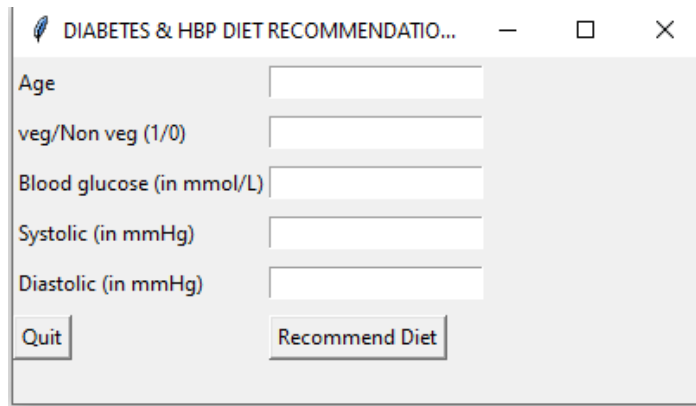 DIABETES & HBP DIET RECOMMENDATIO...
Age
veg/Non veg (1/0)
Blood glucose (in mmol/L)
Systolic (in mmHg)
Diastolic (in mmHg)
Quit Recommend Diet